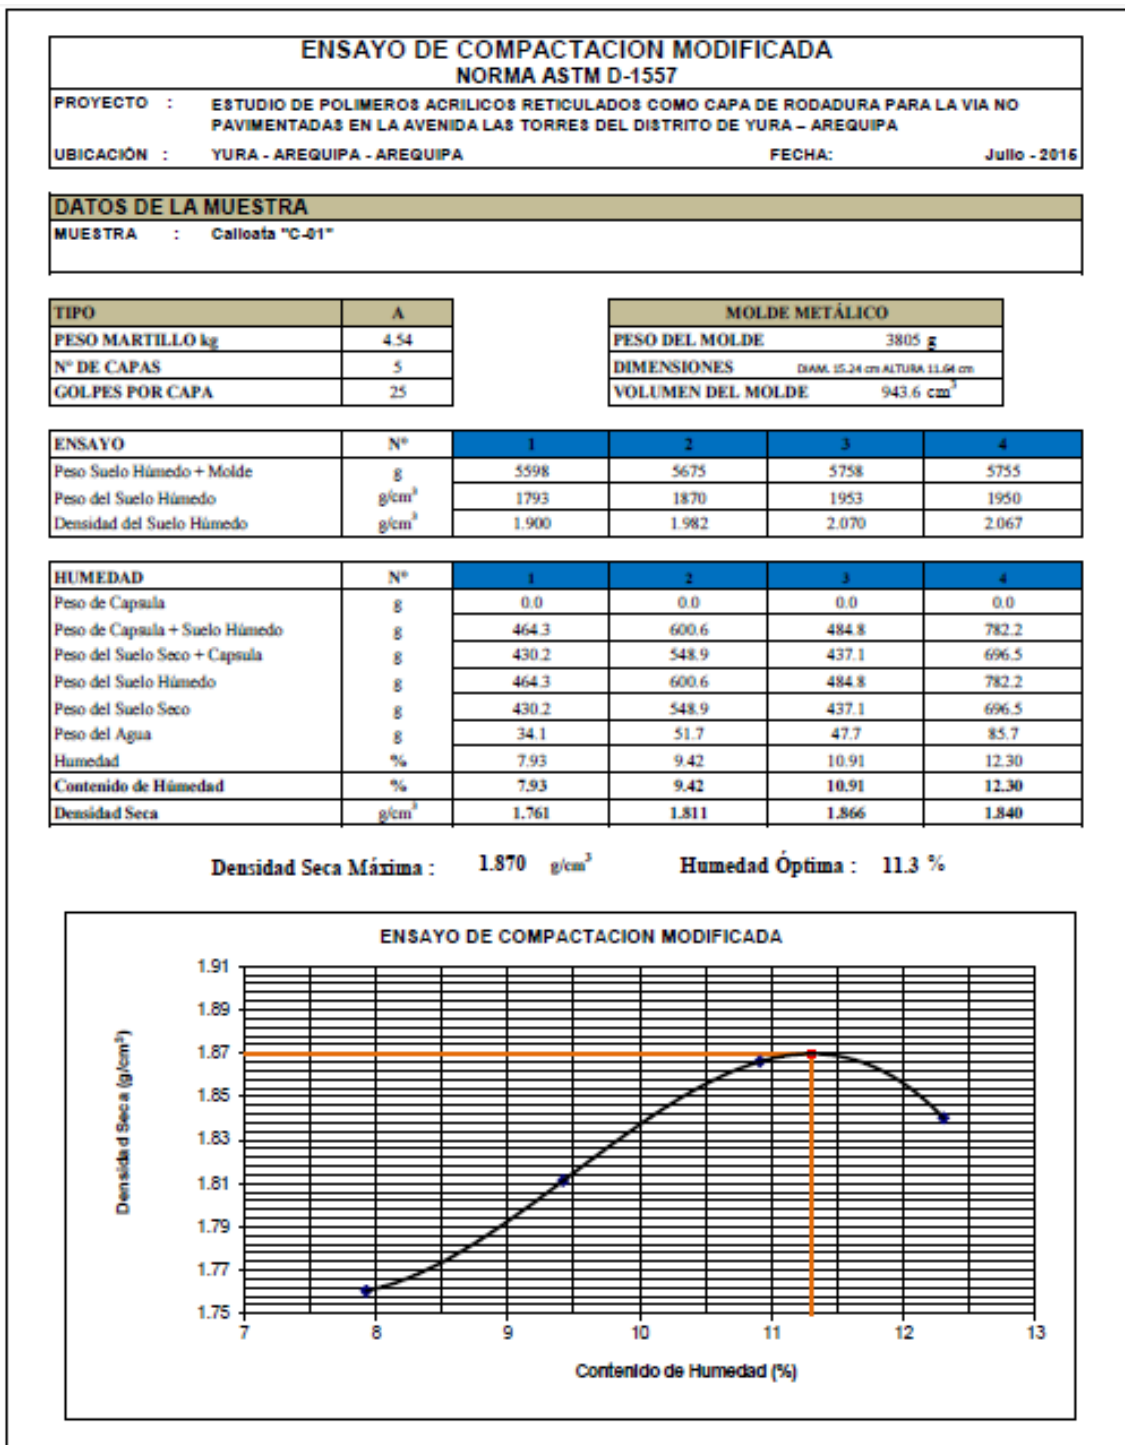 ENSAYO DE COMPACTACION MODIFICADA
NORMA ASTM D-1557
PROYECTO : ESTUDIO DE POLIMEROS ACRILICOS RETICULADOS COMO CAPA DE RODADURA PARA LA VIA NO
PAVIMENTADAS EN LA AVENIDA LAS TORRES DEL DISTRITO DE YURA – AREQUIPA
UBICACIÓN : YURA - AREQUIPA - AREQUIPA FECHA: Julio - 2015
DATOS DE LA MUESTRA
MUESTRA : Calicata "C-01"
TIPO A
PESO MARTILLO kg 4.54
N° DE CAPAS 5
GOLPES POR CAPA 25
MOLDE METÁLICO
PESO DEL MOLDE 3805 g
DIMENSIONES DIAM. 15.24 cm ALTURA 11.64 cm
VOLUMEN DEL MOLDE 943.6 cm³
ENSAYO N° 1 2 3 4
Peso Suelo Húmedo + Molde g 5598 5675 5758 5755
Peso del Suelo Húmedo g/cm³ 1793 1870 1953 1950
Densidad del Suelo Húmedo g/cm³ 1.900 1.982 2.070 2.067
HUMEDAD N° 1 2 3 4
Peso de Capsula g 0.0 0.0 0.0 0.0
Peso de Capsula + Suelo Húmedo g 464.3 600.6 484.8 782.2
Peso del Suelo Seco + Capsula g 430.2 548.9 437.1 696.5
Peso del Suelo Húmedo g 464.3 600.6 484.8 782.2
Peso del Suelo Seco g 430.2 548.9 437.1 696.5
Peso del Agua g 34.1 51.7 47.7 85.7
Humedad % 7.93 9.42 10.91 12.30
Contenido de Húmedad % 7.93 9.42 10.91 12.30
Densidad Seca g/cm³ 1.761 1.811 1.866 1.840
Densidad Seca Máxima : 1.870 g/cm³ Humedad Óptima : 11.3 %
ENSAYO DE COMPACTACION MODIFICADA
Densidad Seca (g/cm³)
1.91
1.89
1.87
1.85
1.83
1.81
1.79
1.77
1.75
7 8 9 10 11 12 13
Contenido de Humedad (%)